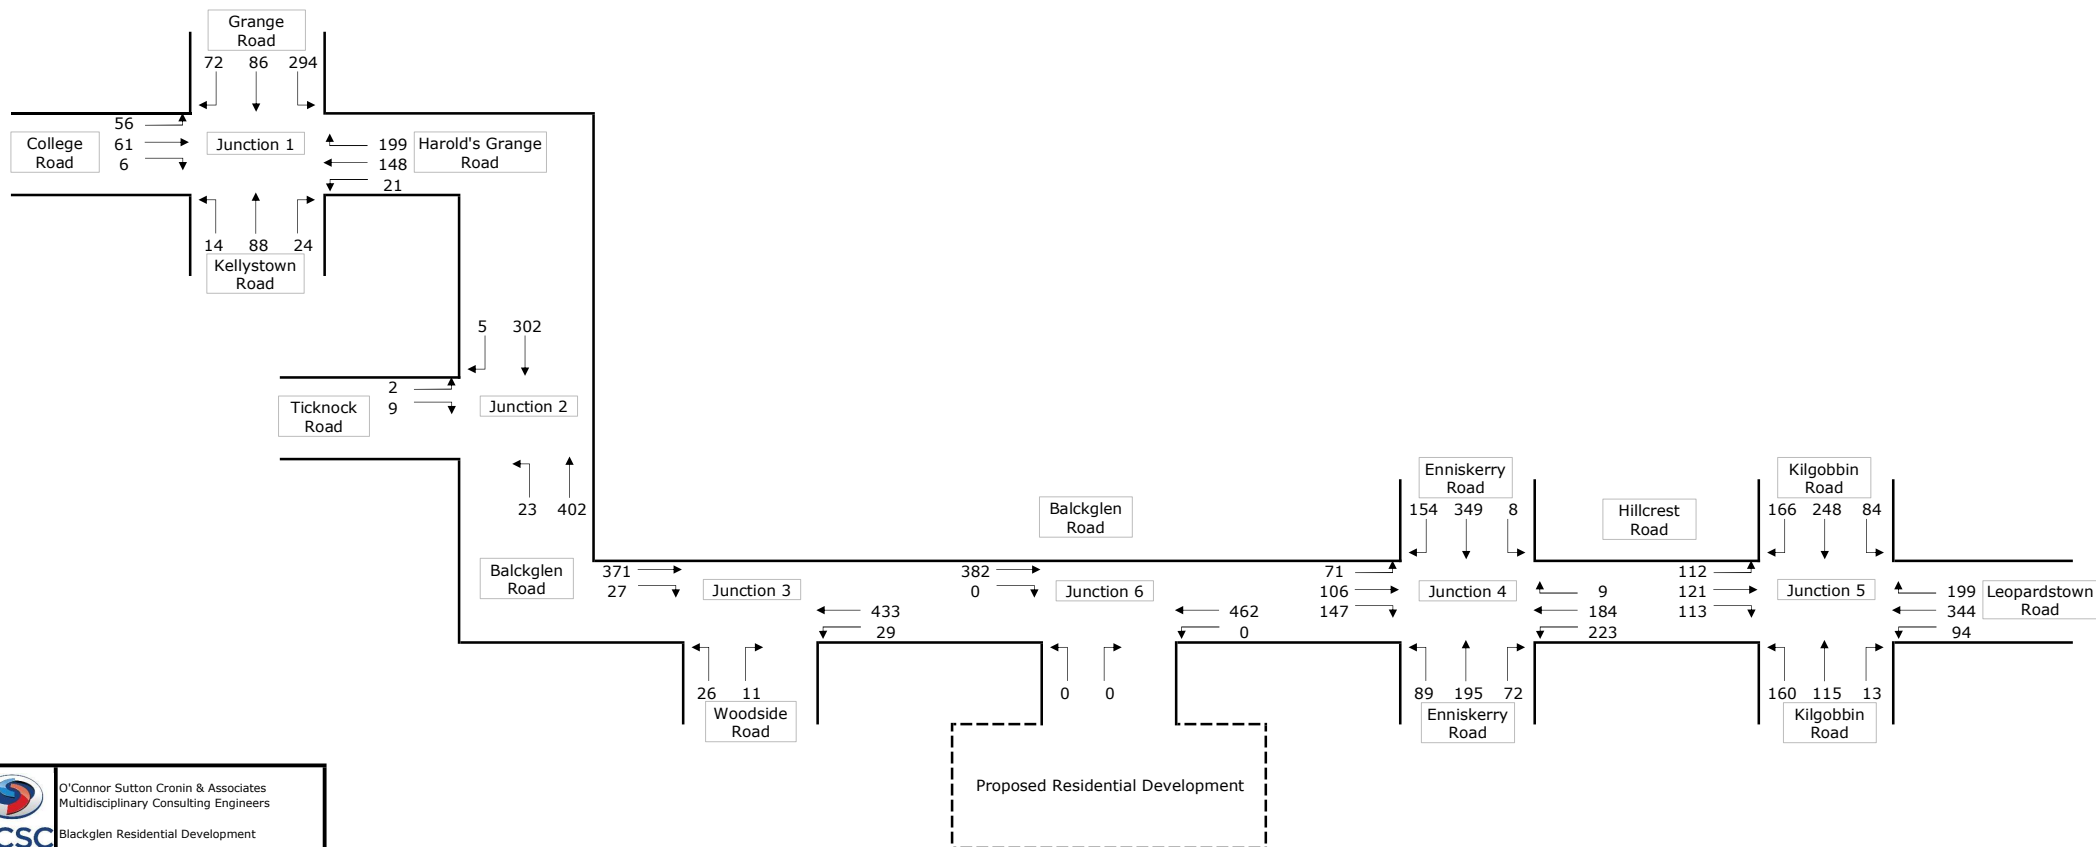 Grange
Road
72 86 294
College
Road
56
61
6
Junction 1
199
148
21
Harold's Grange
Road
14 88 24
Kellystown
Road
5 302
2
9
Ticknock
Road
Junction 2
23 402
Balckglen
Road
371
27
Junction 3
433
29
26 11
Woodside
Road
Balckglen
Road
382
0
Junction 6
462
0
0 0
Proposed Residential Development
Enniskerry
Road
154 349 8
71
106
147
Junction 4
9
184
223
89 195 72
Enniskerry
Road
Hillcrest
Road
Kilgobbin
Road
166 248 84
112
121
113
Junction 5
199
344
94
Leopardstown
Road
160 115 13
Kilgobbin
Road
CSC
O'Connor Sutton Cronin & Associates
Multidisciplinary Consulting Engineers
Blackglen Residential Development